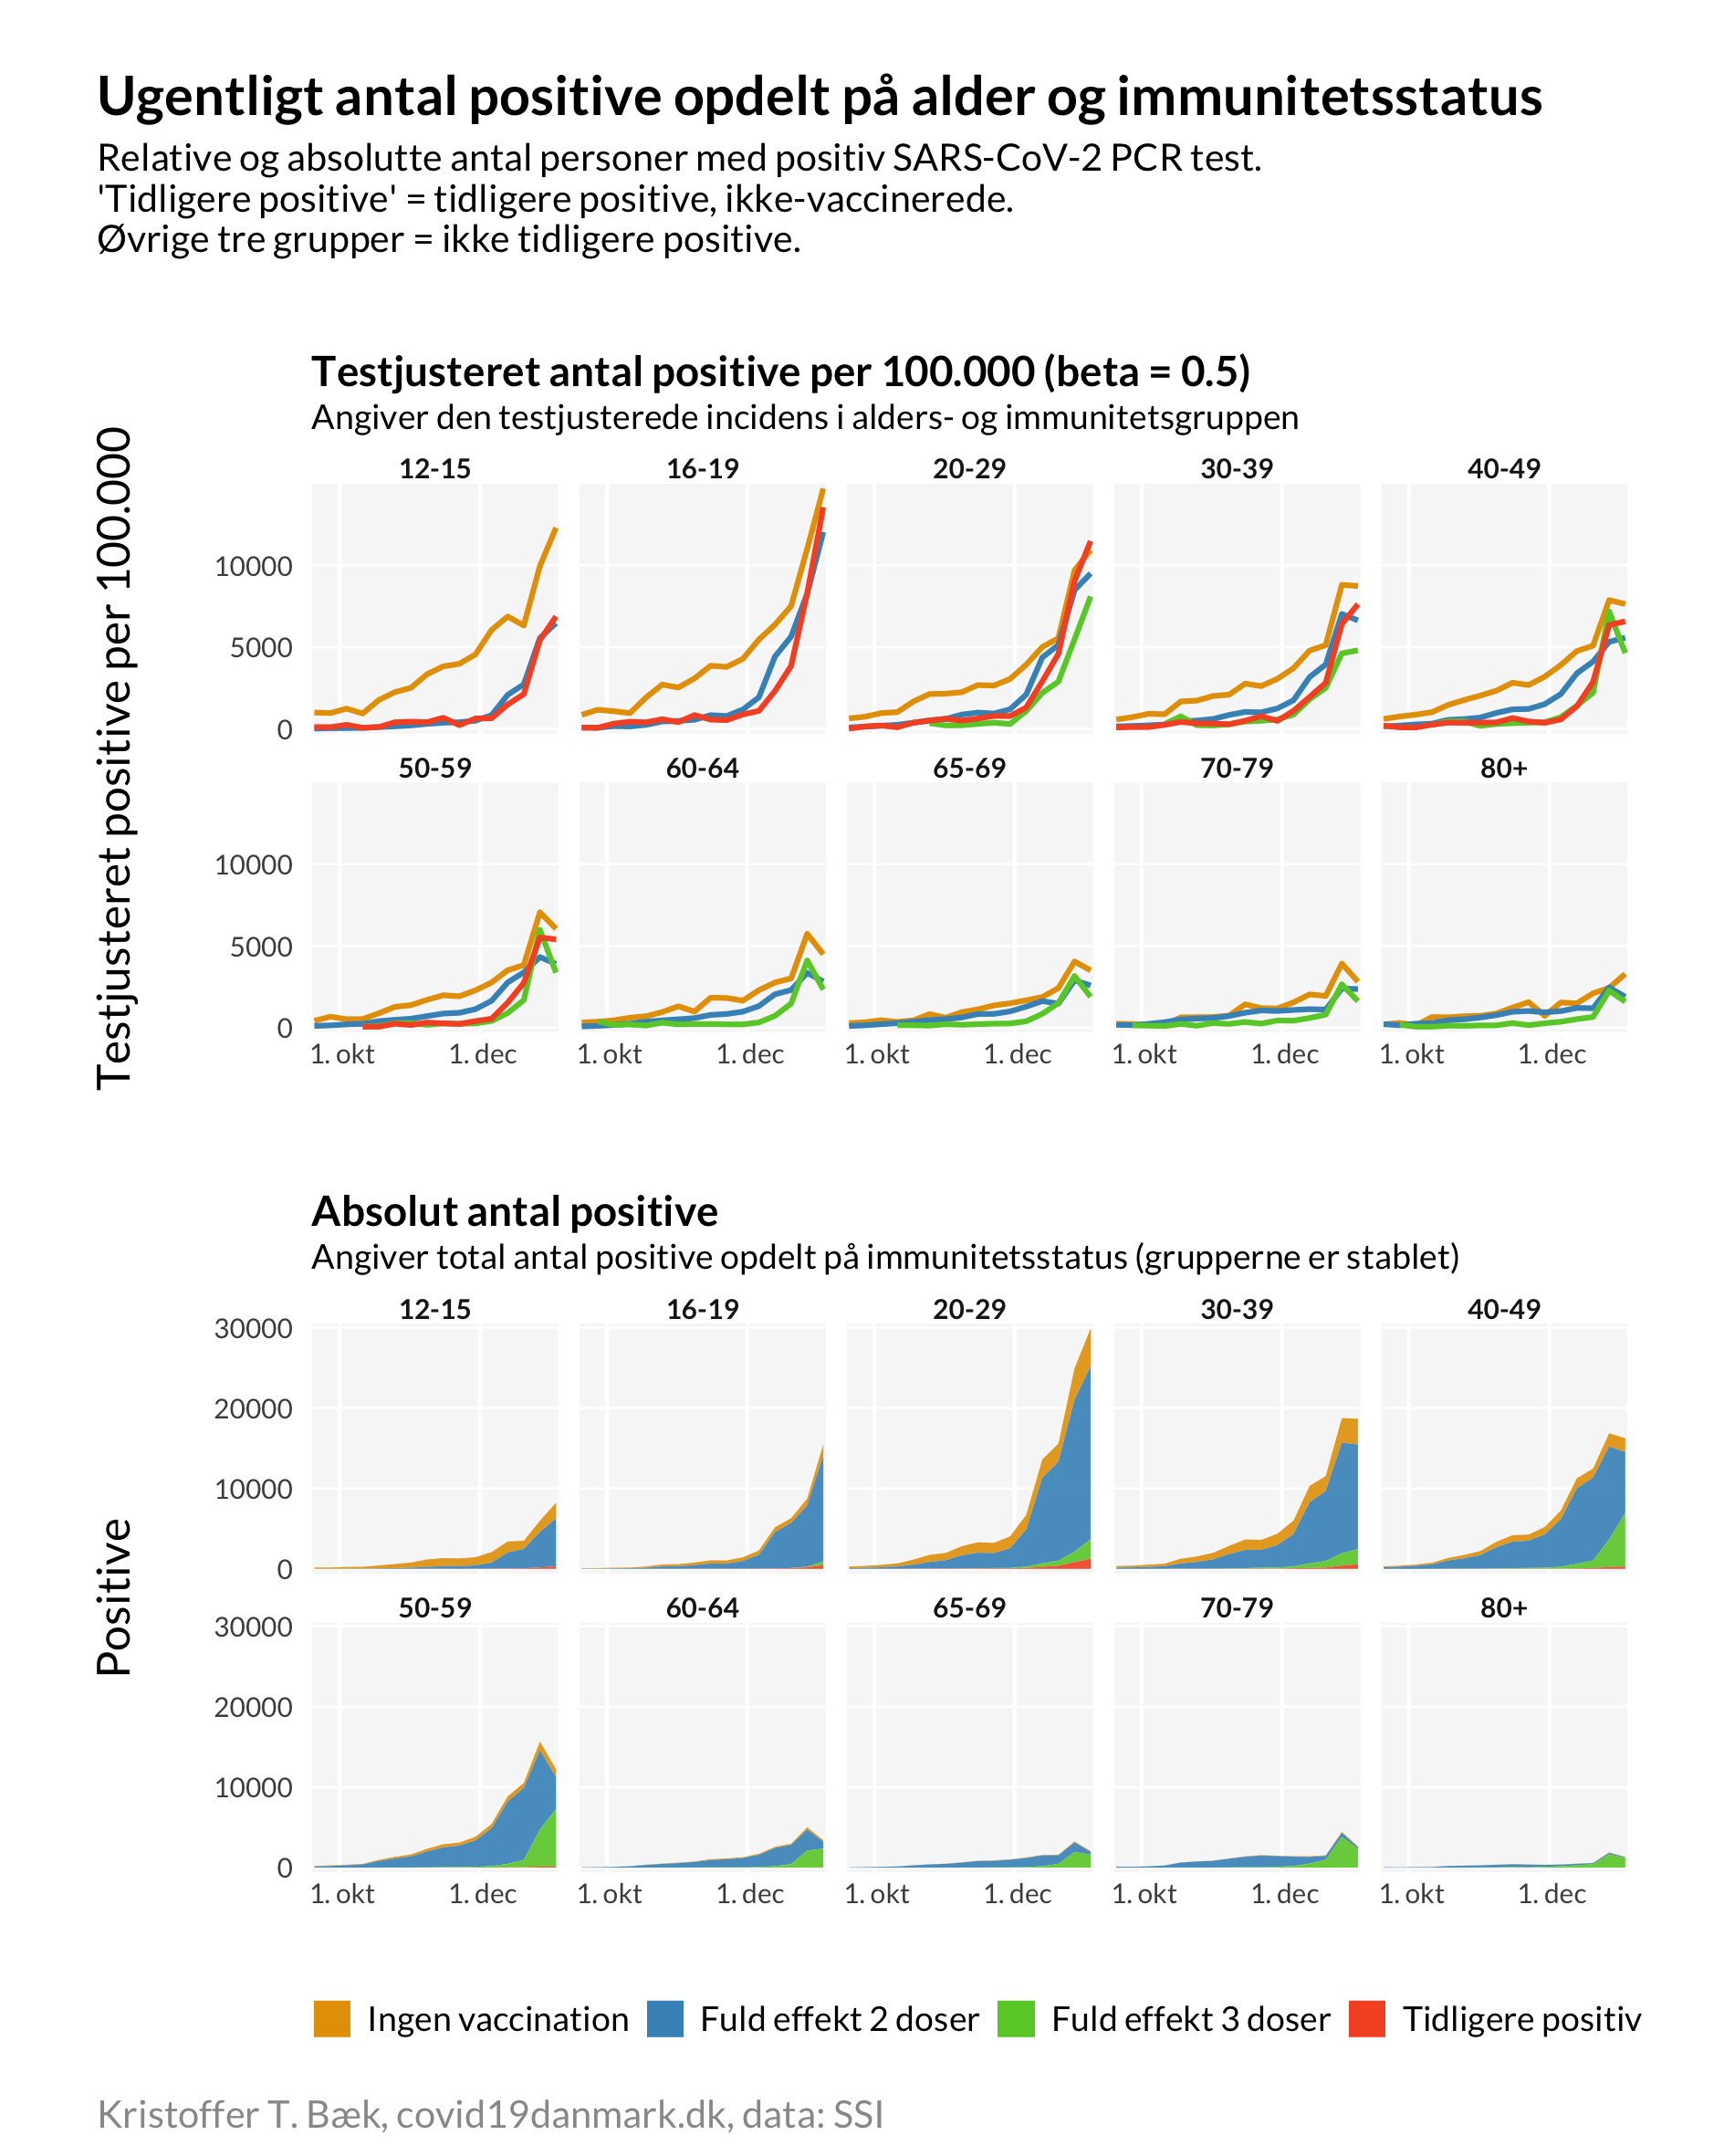 Ugentligt antal positive opdelt på alder og immunitetsstatus
Relative og absolutte antal personer med positiv SARS-CoV-2 PCR test.
'Tidligere positive' = tidligere positive, ikke-vaccinerede.
Øvrige tre grupper = ikke tidligere positive.
Testjusteret antal positive per 100.000 (beta = 0.5)
Angiver den testjusterede incidens i alders- og immunitetsgruppen
Testjusteret positive per 100.000
12-15 16-19 20-29 30-39 40-49
10000
5000
0
50-59 60-64 65-69 70-79 80+
10000
5000
0
1. okt 1. dec 1. okt 1. dec 1. okt 1. dec 1. okt 1. dec 1. okt 1. dec
Absolut antal positive
Angiver total antal positive opdelt på immunitetsstatus (grupperne er stablet)
Positive
12-15 16-19 20-29 30-39 40-49
30000
20000
10000
0
50-59 60-64 65-69 70-79 80+
30000
20000
10000
0
1. okt 1. dec 1. okt 1. dec 1. okt 1. dec 1. okt 1. dec 1. okt 1. dec
Ingen vaccination Fuld effekt 2 doser Fuld effekt 3 doser Tidligere positiv
Kristoffer T. Bæk, covid19danmark.dk, data: SSI